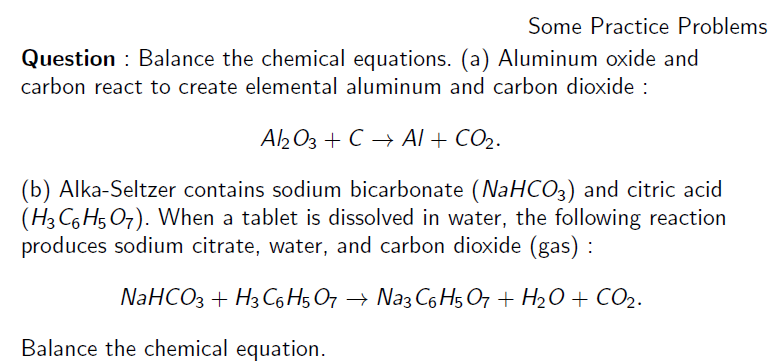 Some Practice Problems
Question : Balance the chemical equations. (a) Aluminum oxide and
carbon react to create elemental aluminum and carbon dioxide :
Al₂O₃ + C → Al + CO₂.
(b) Alka-Seltzer contains sodium bicarbonate (NaHCO₃) and citric acid
(H₃C₆H₅O₇). When a tablet is dissolved in water, the following reaction
produces sodium citrate, water, and carbon dioxide (gas) :
NaHCO₃ + H₃C₆H₅O₇ → Na₃C₆H₅O₇ + H₂O + CO₂.
Balance the chemical equation.